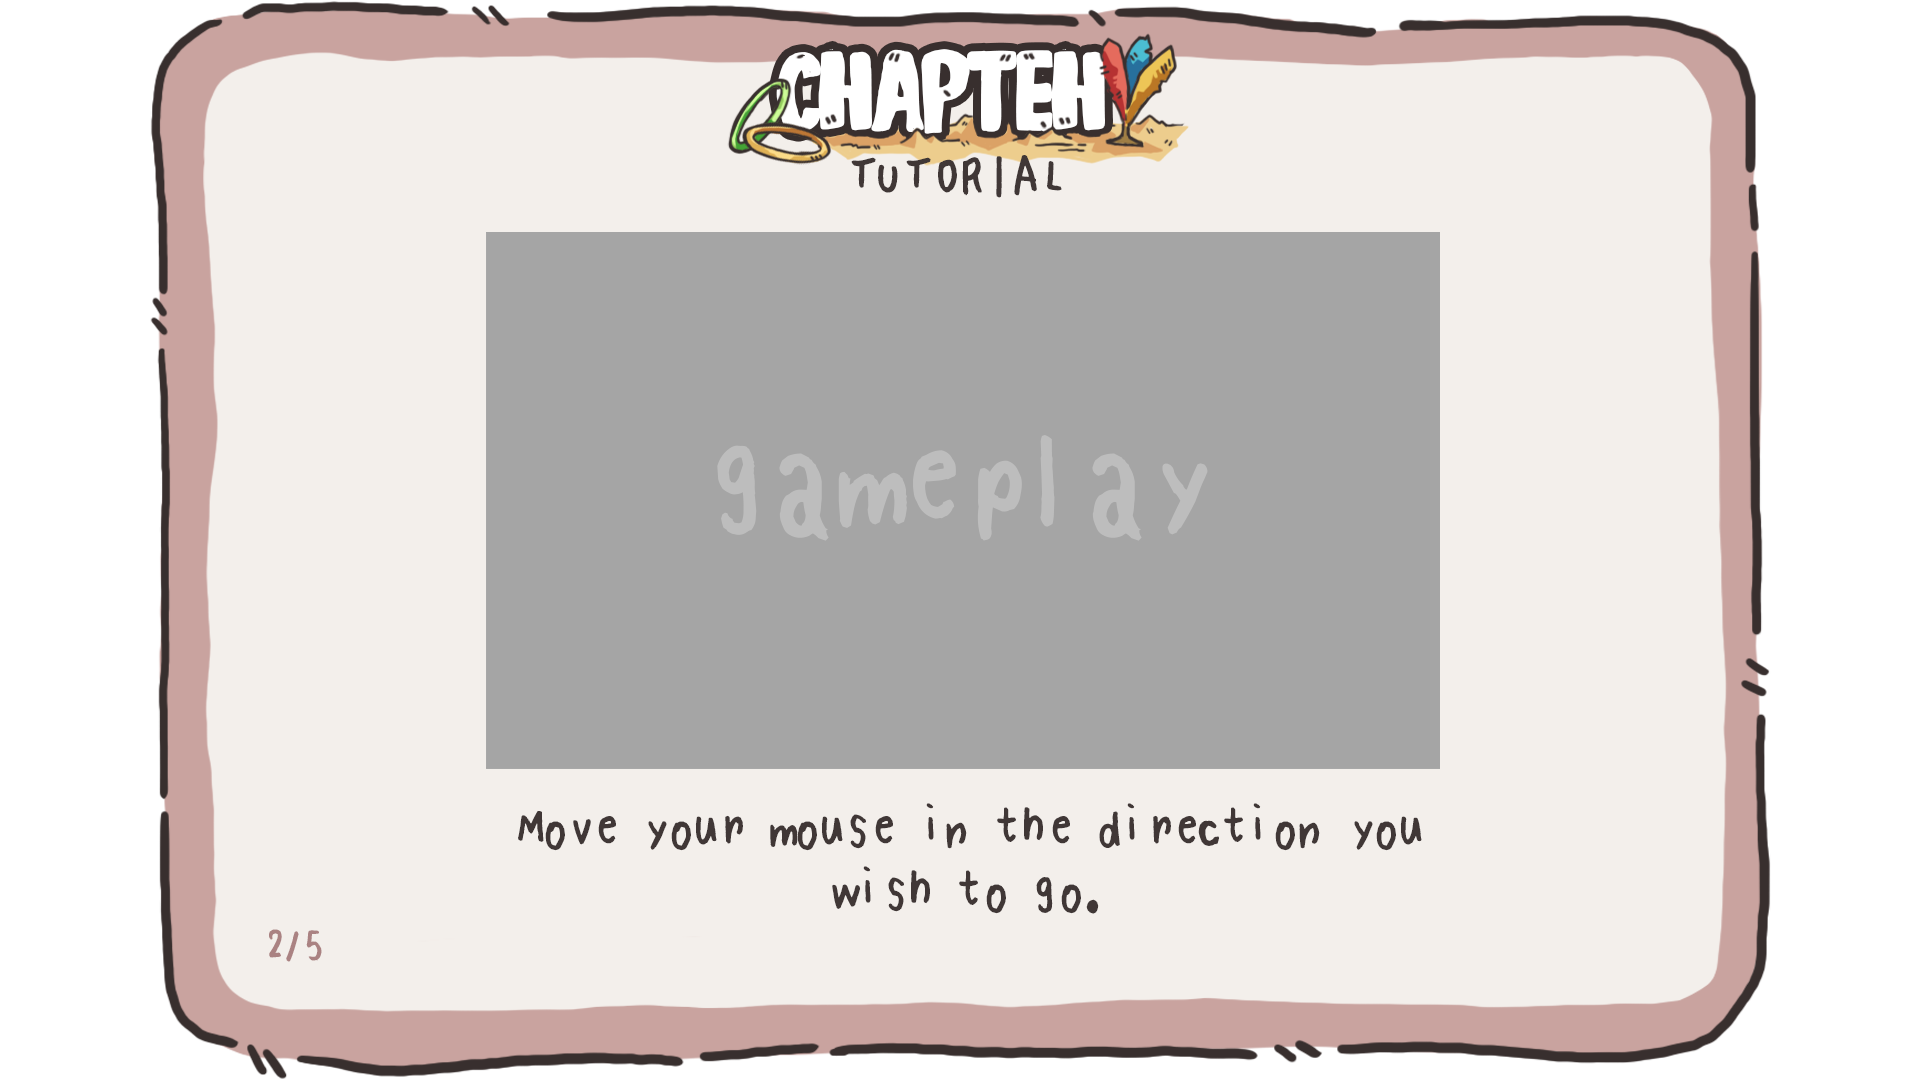 CHAPTEH
TUTORIAL
gameplay
Move your mouse in the direction you
wish to go.
2/5